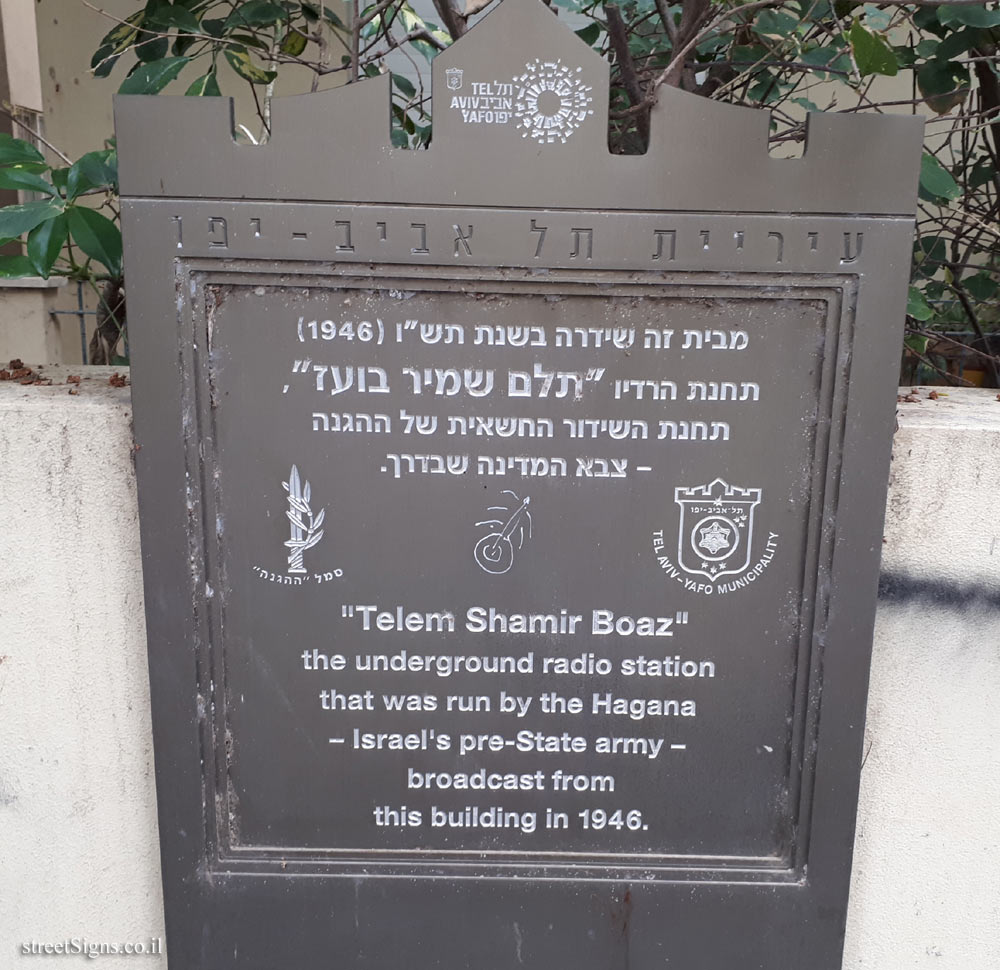 תל
TEL
אביב
AVIV
יפו
YAFO
עיריית תל אביב - יפו
מבית זה שידרה בשנת תש"ו (1946)
תחנת הרדיו "תלם שמיר בועז",
תחנת השידור החשאית של ההגנה
– צבא המדינה שבדרך.
סמל "ההגנה"
תל-אביב-יפו
TEL AVIV-YAFO MUNICIPALITY
"Telem Shamir Boaz"
the underground radio station
that was run by the Hagana
– Israel's pre-State army –
broadcast from
this building in 1946.
streetSigns.co.il